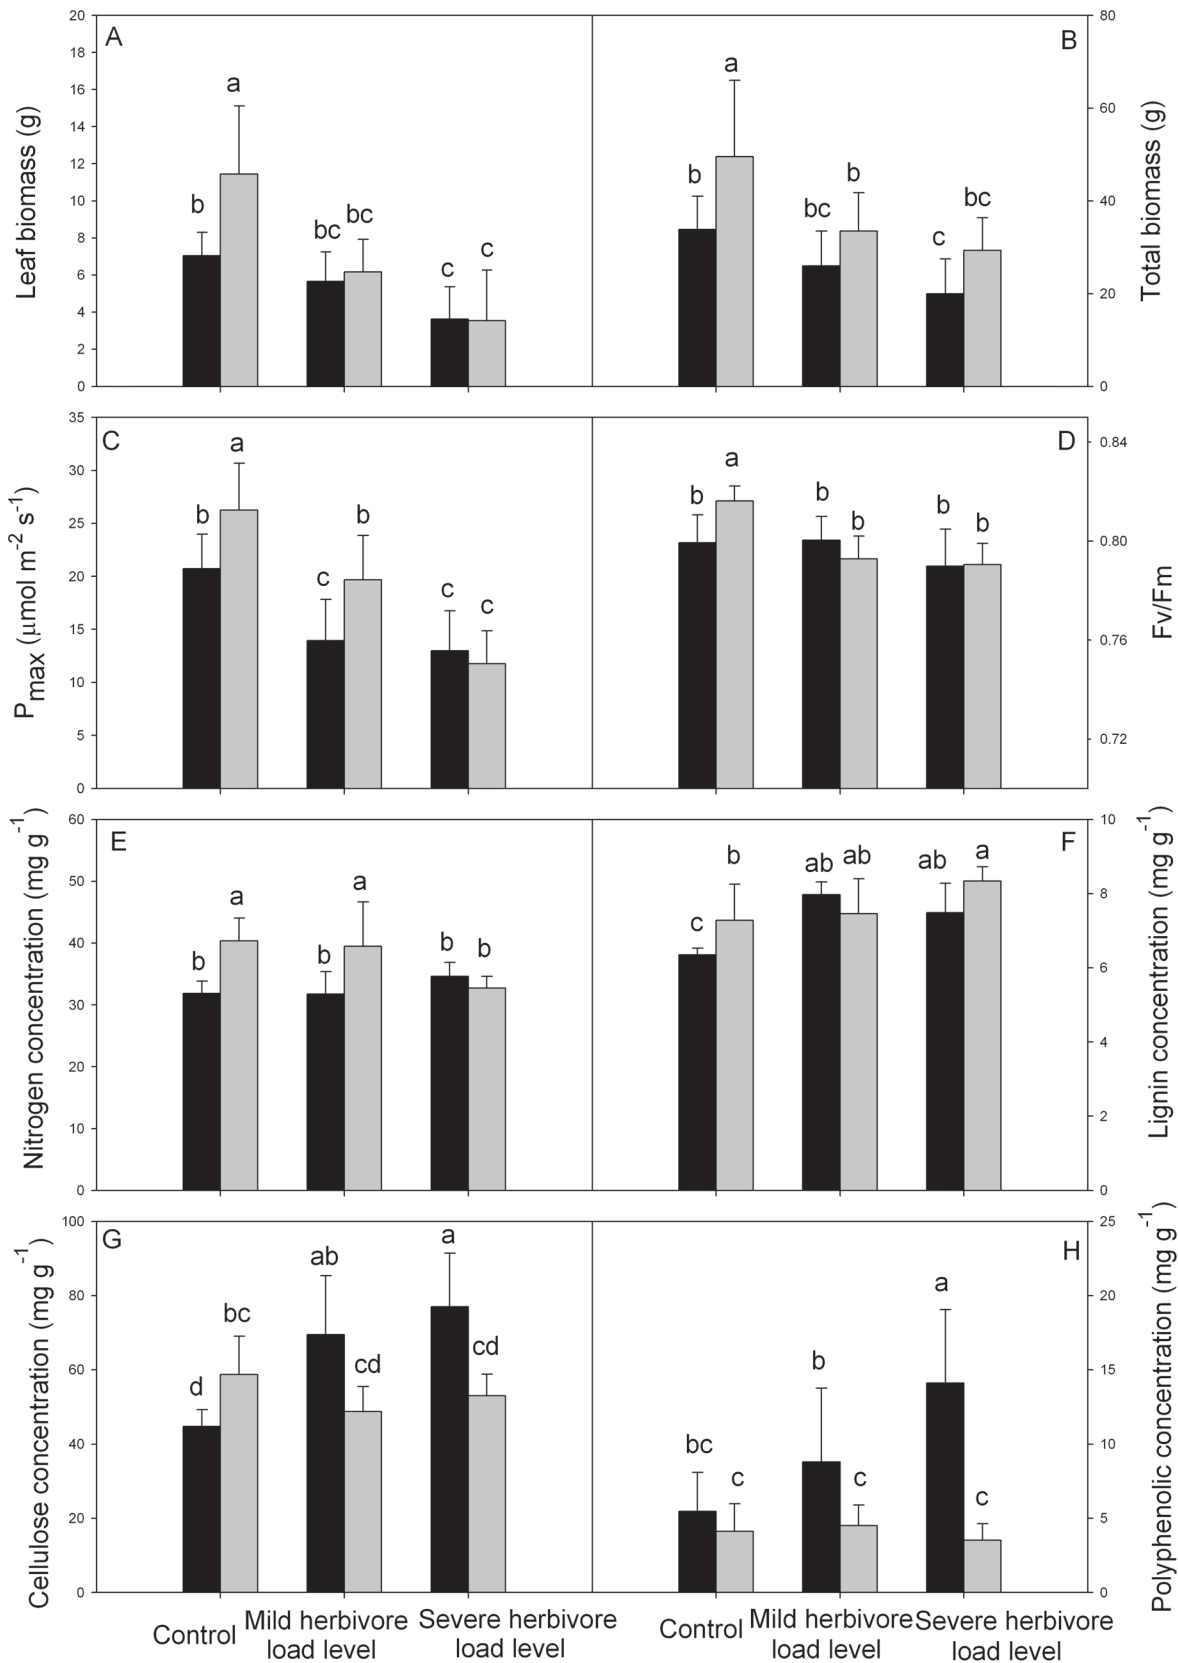 A
B
Leaf biomass (g)
20
18
16
14
12
10
8
6
4
2
0
b
a
bc
bc
c
c
Total biomass (g)
80
60
40
20
0
b
a
bc
b
c
bc
C
D
Pmax (μmol m-2 s-1)
35
30
25
20
15
10
5
0
b
a
c
b
c
c
Fv/Fm
0.84
0.80
0.76
0.72
b
a
b
b
b
b
E
F
Nitrogen concentration (mg g-1)
60
50
40
30
20
10
0
b
a
b
a
b
b
Lignin concentration (mg g-1)
10
8
6
4
2
0
c
b
ab
ab
ab
a
G
H
Cellulose concentration (mg g-1)
100
80
60
40
20
0
d
bc
ab
cd
a
cd
Polyphenolic concentration (mg g-1)
25
20
15
10
5
0
bc
c
b
c
a
c
Control
Mild herbivore
load level
Severe herbivore
load level
Control
Mild herbivore
load level
Severe herbivore
load level